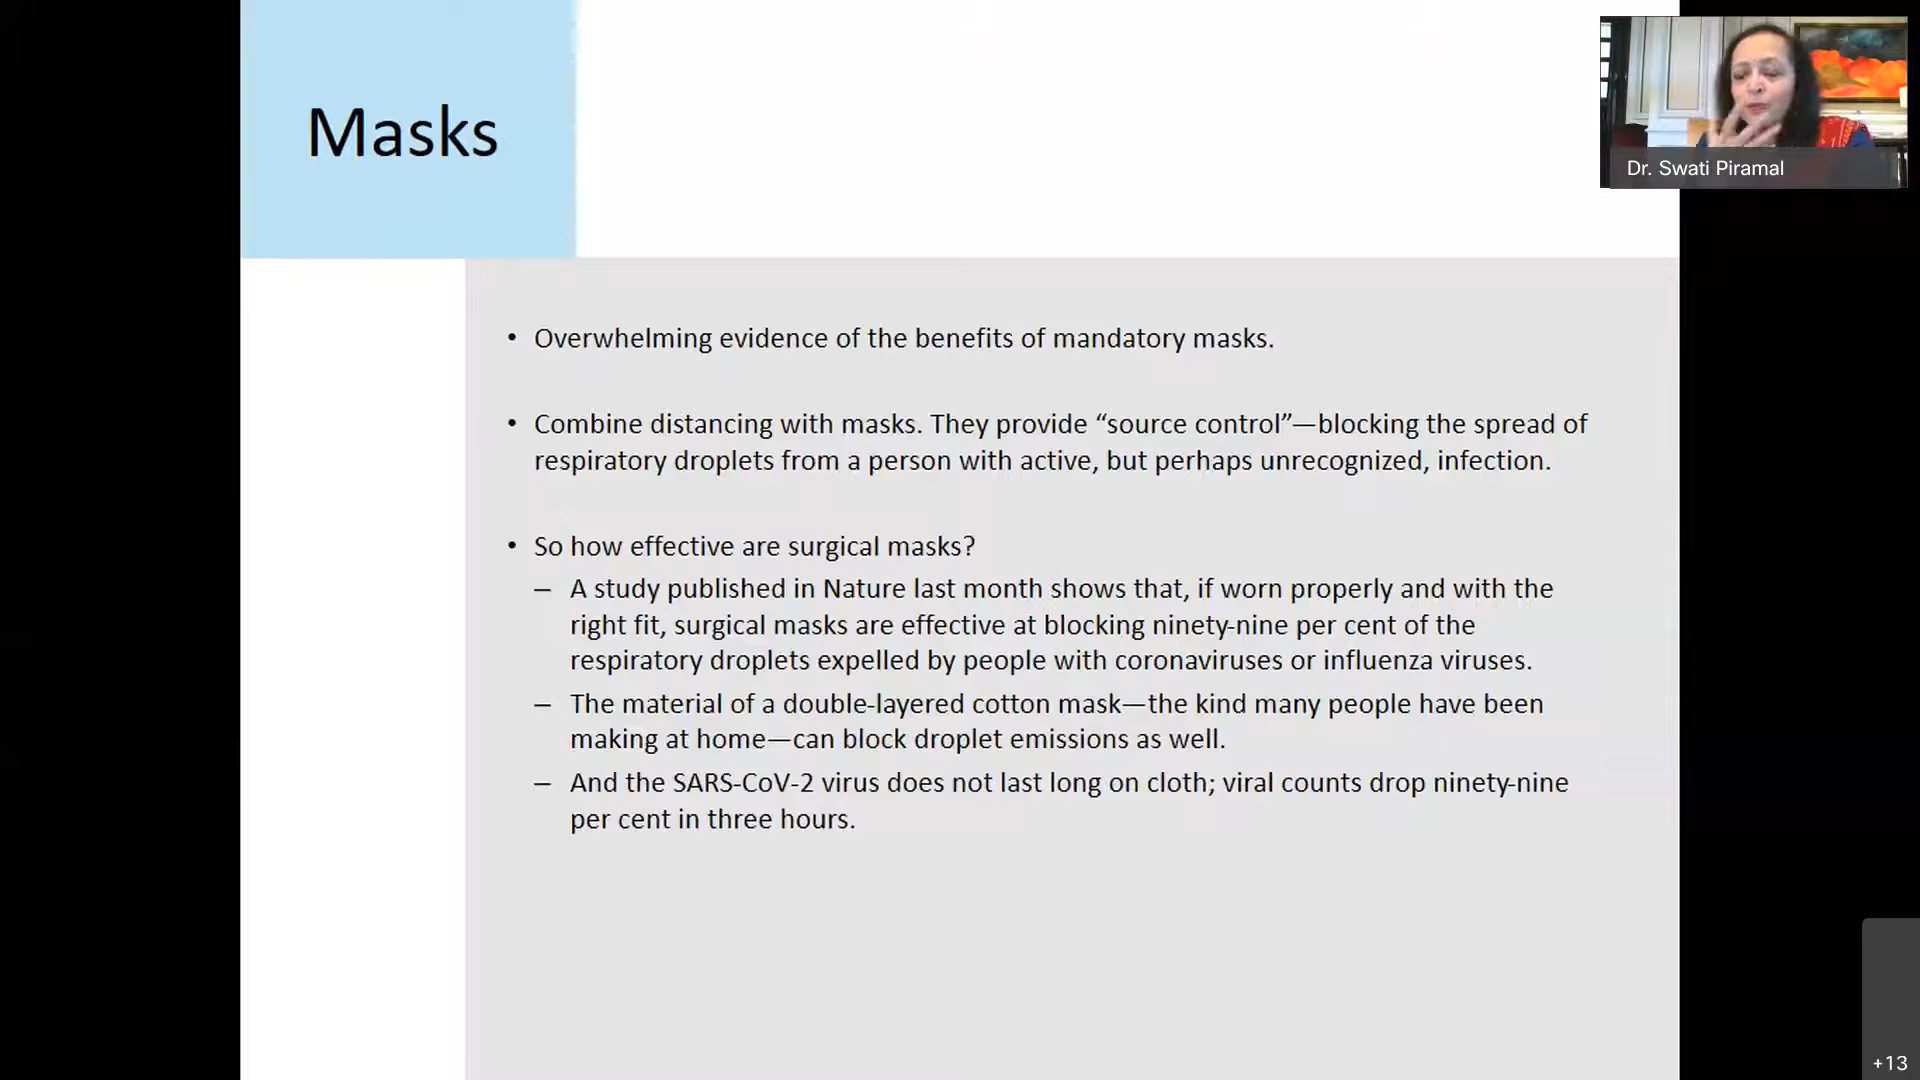 Masks
Dr. Swati Piramal
• Overwhelming evidence of the benefits of mandatory masks.
• Combine distancing with masks. They provide “source control”—blocking the spread of
respiratory droplets from a person with active, but perhaps unrecognized, infection.
• So how effective are surgical masks?
– A study published in Nature last month shows that, if worn properly and with the
right fit, surgical masks are effective at blocking ninety-nine per cent of the
respiratory droplets expelled by people with coronaviruses or influenza viruses.
– The material of a double-layered cotton mask—the kind many people have been
making at home—can block droplet emissions as well.
– And the SARS-CoV-2 virus does not last long on cloth; viral counts drop ninety-nine
per cent in three hours.
+13